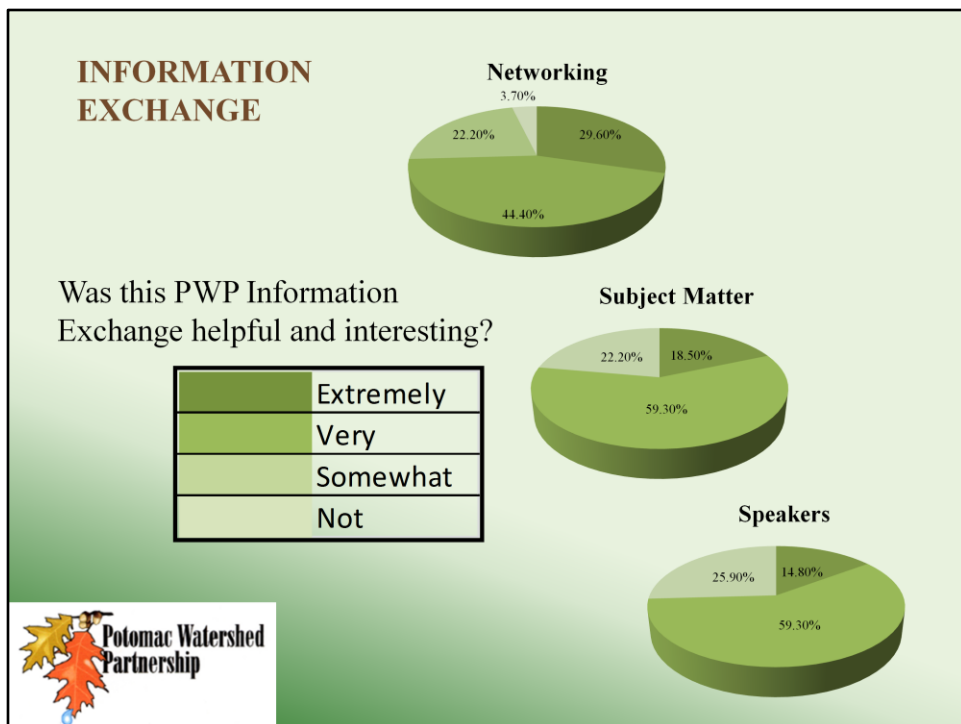 INFORMATION
EXCHANGE
Networking
3.70%
22.20%
29.60%
44.40%
Was this PWP Information
Exchange helpful and interesting?
Extremely
Very
Somewhat
Not
Subject Matter
22.20%
18.50%
59.30%
Speakers
25.90%
14.80%
59.30%
Potomac Watershed
Partnership